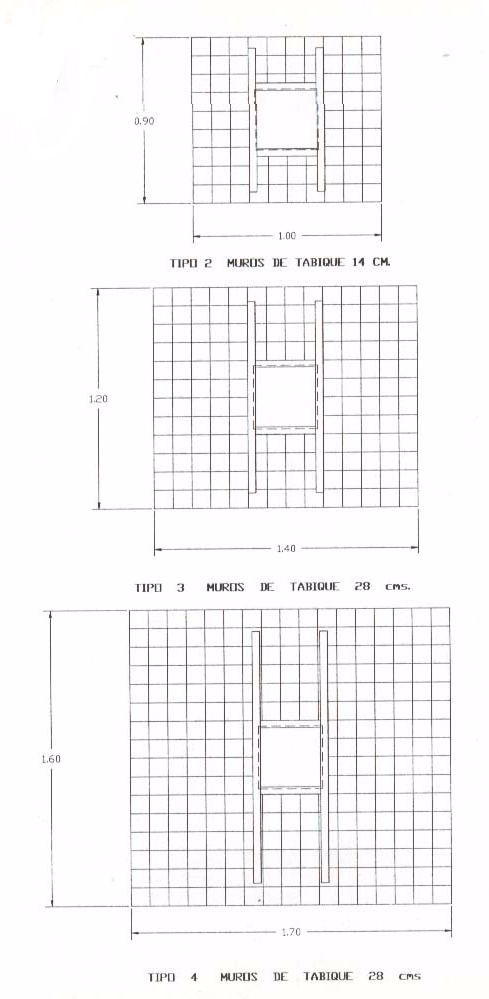 0.90
1.00
TIPO 2 MUROS DE TABIQUE 14 CM.
1.20
1.40
TIPO 3 MUROS DE TABIQUE 28 cms.
1.60
1.70
TIPO 4 MUROS DE TABIQUE 28 cms